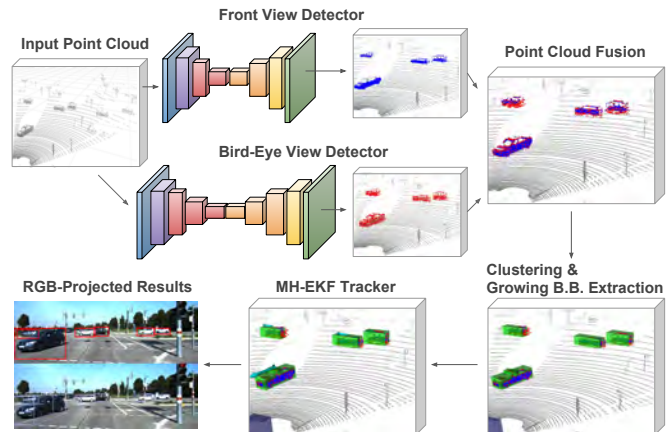 Front View Detector
Input Point Cloud
Point Cloud Fusion
Bird-Eye View Detector
RGB-Projected Results
MH-EKF Tracker
Clustering &
Growing B.B. Extraction